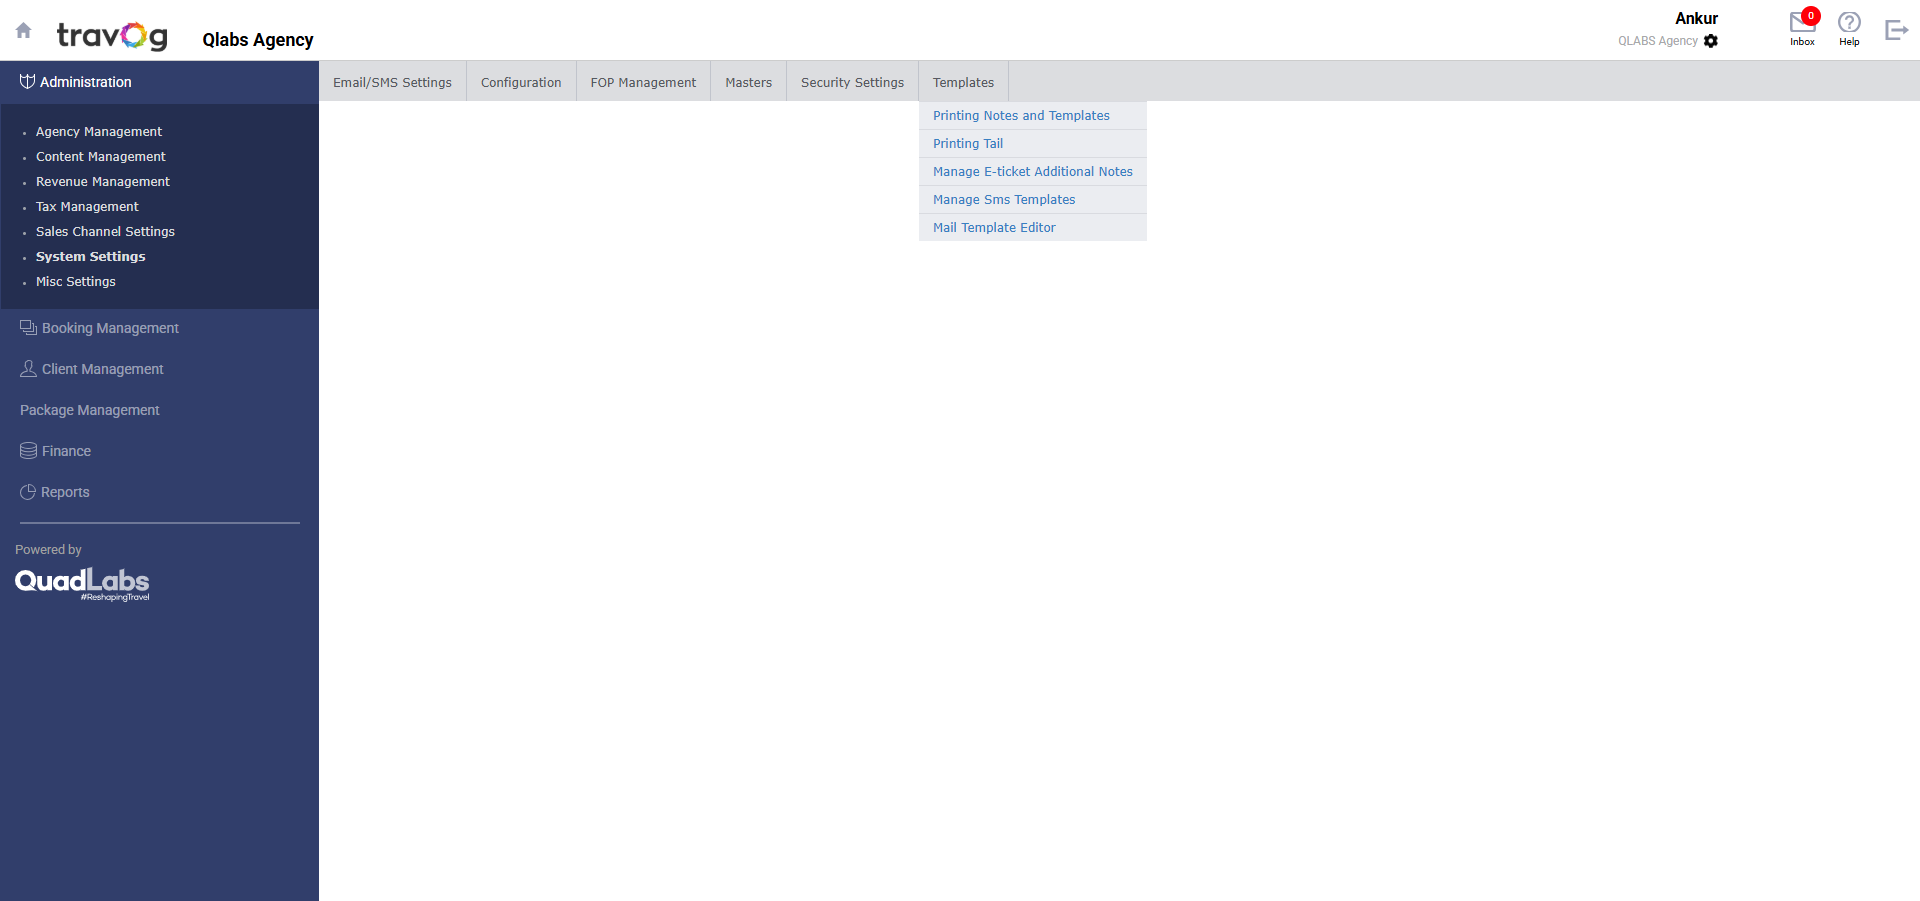 travog
Qlabs Agency
Ankur
QLABS Agency
0
Inbox
Help
Administration
Agency Management
Content Management
Revenue Management
Tax Management
Sales Channel Settings
System Settings
Misc Settings
Booking Management
Client Management
Package Management
Finance
Reports
Powered by
QuadLabs
#ReshapingTravel
Email/SMS Settings
Configuration
FOP Management
Masters
Security Settings
Templates
Printing Notes and Templates
Printing Tail
Manage E-ticket Additional Notes
Manage Sms Templates
Mail Template Editor